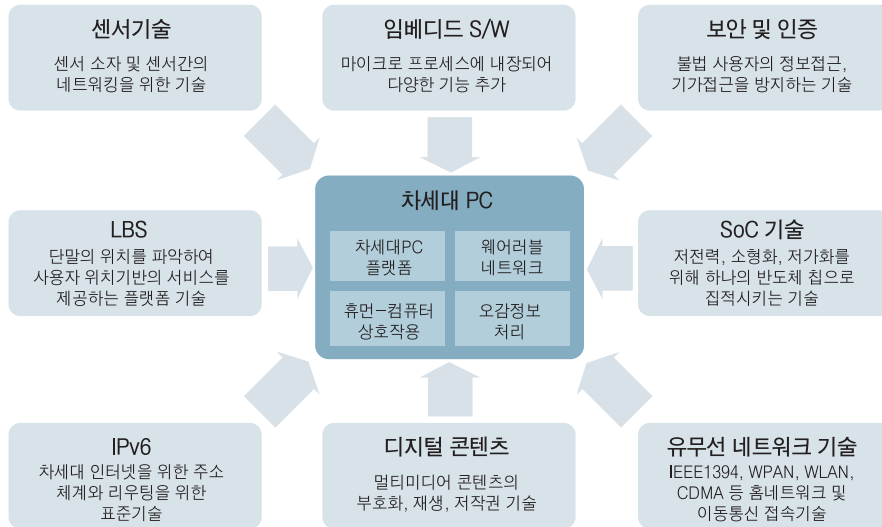 센서기술
센서 소자 및 센서간의
네트워킹을 위한 기술
임베디드 S/W
마이크로 프로세스에 내장되어
다양한 기능 추가
보안 및 인증
불법 사용자의 정보접근,
기가접근을 방지하는 기술
LBS
단말의 위치를 파악하여
사용자 위치기반의 서비스를
제공하는 플랫폼 기술
차세대 PC
차세대PC
플랫폼
웨어러블
네트워크
휴먼-컴퓨터
상호작용
오감정보
처리
SoC 기술
저전력, 소형화, 저가화를
위해 하나의 반도체 칩으로
집적시키는 기술
IPv6
차세대 인터넷을 위한 주소
체계와 리우팅을 위한
표준기술
디지털 콘텐츠
멀티미디어 콘텐츠의
부호화, 재생, 저작권 기술
유무선 네트워크 기술
IEEE1394, WPAN, WLAN,
CDMA 등 홈네트워크 및
이동통신 접속기술